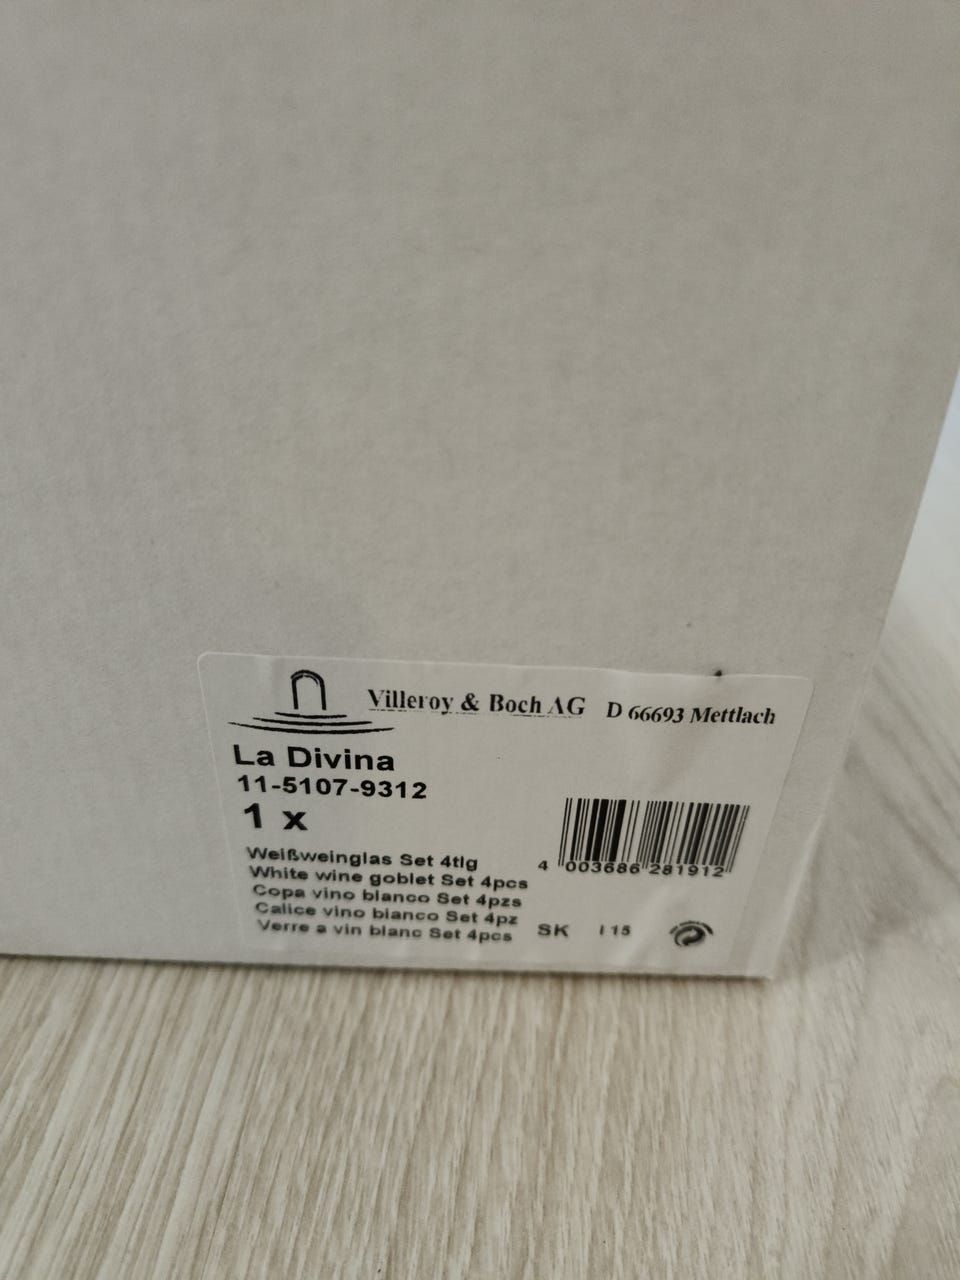 Villeroy & Boch AG D 66693 Mettlach
La Divina
11-5107-9312
1 x
Weißweinglas Set 4tlg
White wine goblet Set 4pcs
Copa vino blanco Set 4pzs
Calice vino bianco Set 4pz
Verre a vin blanc Set 4pcs
4 003686 281912
SK I 15